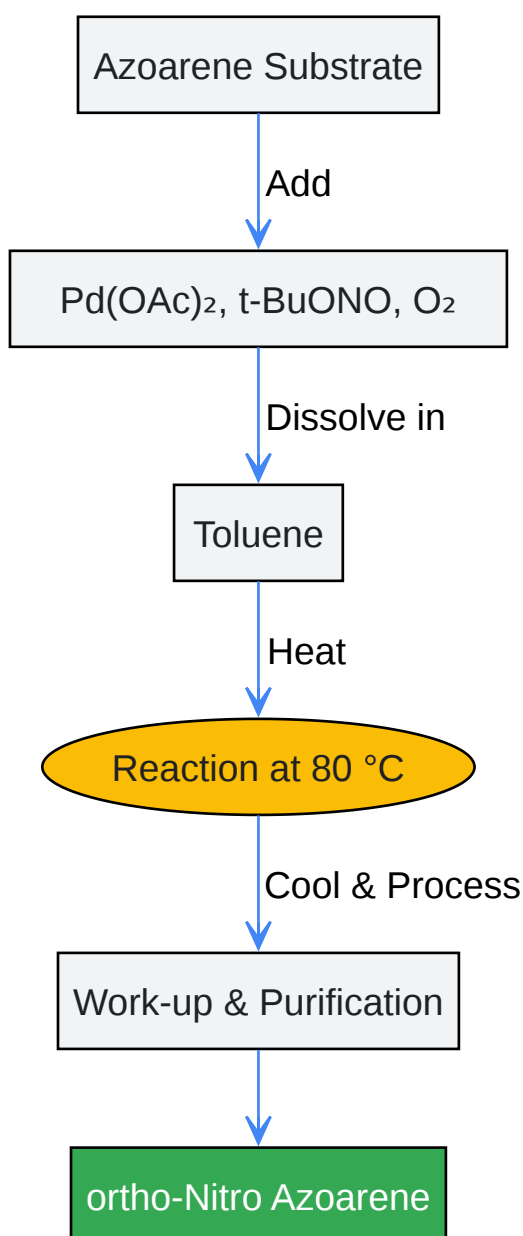 Azoarene Substrate
Add
Pd(OAc)₂, t-BuONO, O₂
Dissolve in
Toluene
Heat
Reaction at 80 °C
Cool & Process
Work-up & Purification
ortho-Nitro Azoarene